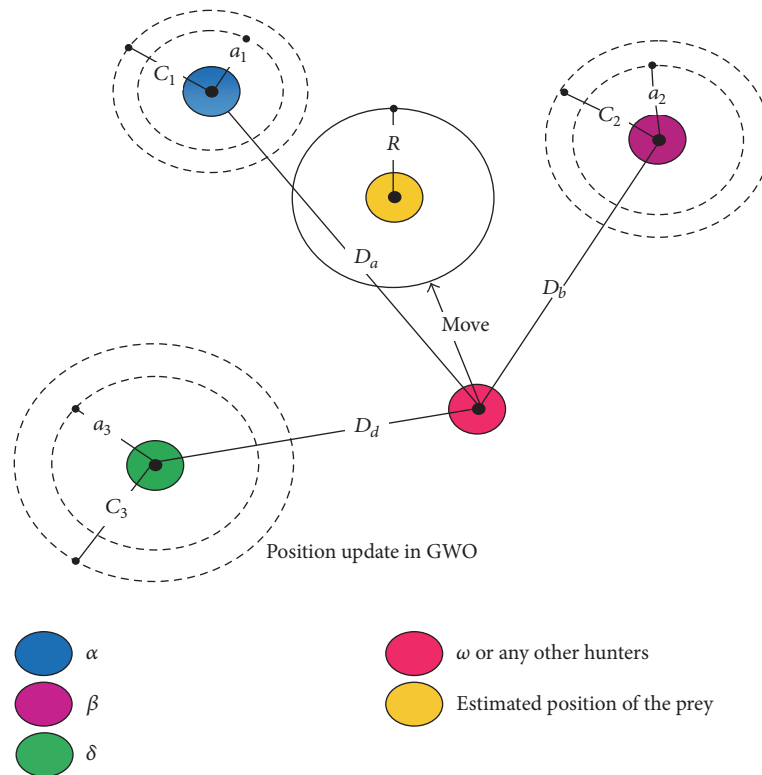 C1
a1
C2
a2
R
Da
Db
Move
Dd
a3
C3
Position update in GWO
α
β
δ
ω or any other hunters
Estimated position of the prey